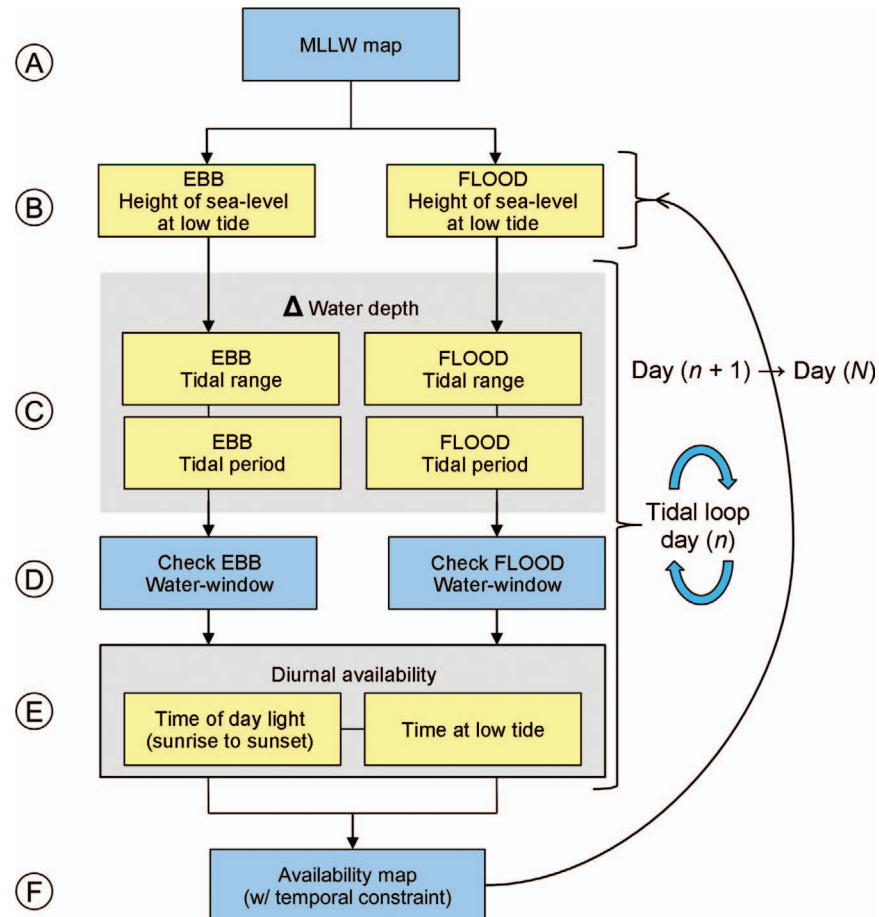 A
MLLW map
B
EBB
Height of sea-level
at low tide
FLOOD
Height of sea-level
at low tide
C
Δ Water depth
EBB
Tidal range
FLOOD
Tidal range
EBB
Tidal period
FLOOD
Tidal period
Day (n + 1) → Day (N)
Tidal loop
day (n)
D
Check EBB
Water-window
Check FLOOD
Water-window
E
Diurnal availability
Time of day light
(sunrise to sunset)
Time at low tide
F
Availability map
(w/ temporal constraint)